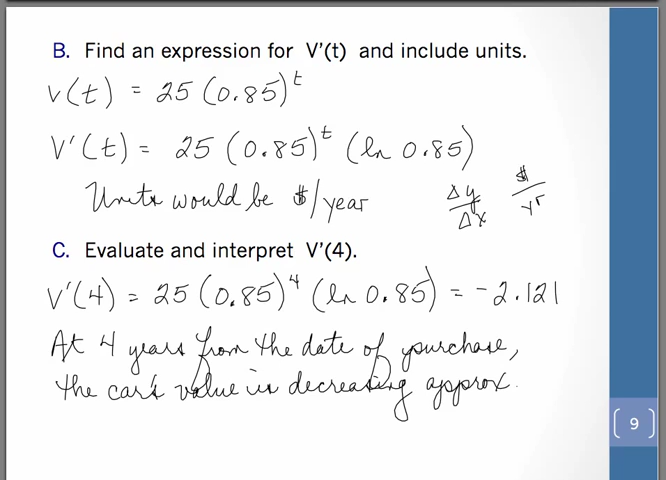 B. Find an expression for V'(t) and include units.
v(t) = 25 (0.85)^t
V'(t) = 25 (0.85)^t (ln 0.85)
Units would be $/year Δy/Δx $/yr
C. Evaluate and interpret V'(4).
V'(4) = 25 (0.85)^4 (ln 0.85) = -2.121
At 4 years from the date of purchase,
the car's value is decreasing approx.
9